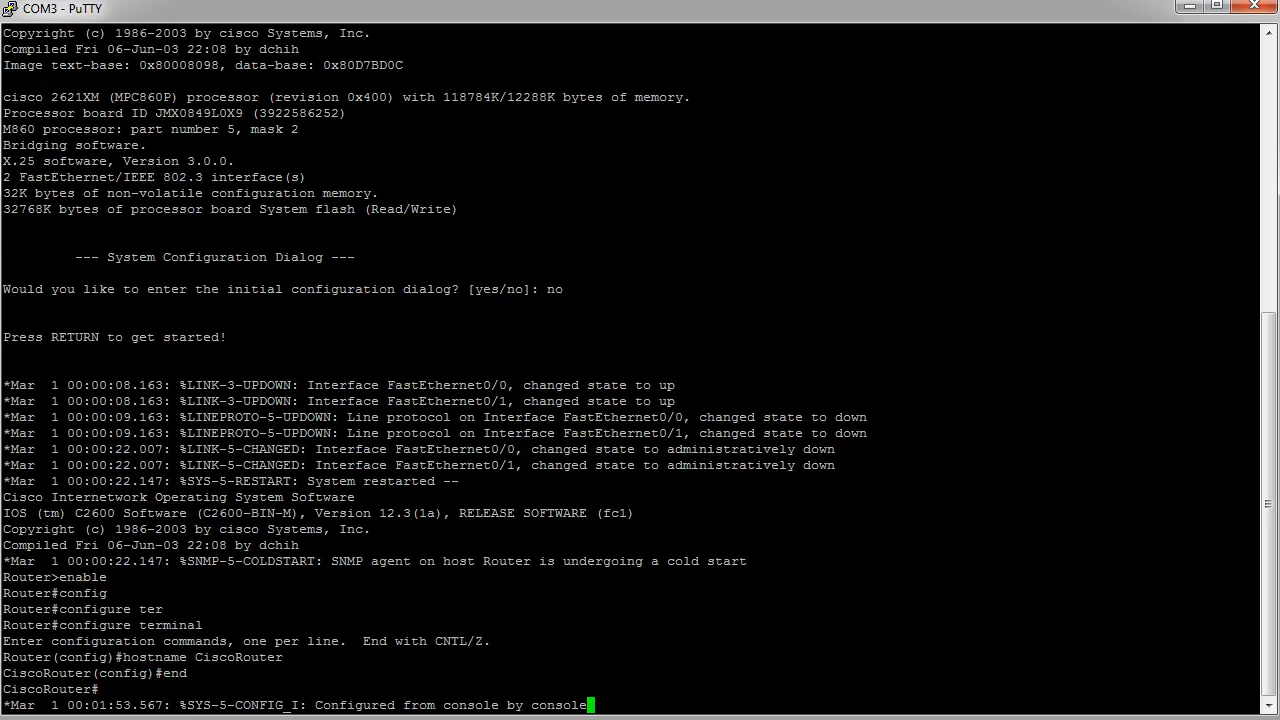 COM3 - PuTTY
Copyright (c) 1986-2003 by cisco Systems, Inc.
Compiled Fri 06-Jun-03 22:08 by dchih
Image text-base: 0x80008098, data-base: 0x80D7BD0C
cisco 2621XM (MPC860P) processor (revision 0x400) with 118784K/12288K bytes of memory.
Processor board ID JMX0849L0X9 (3922586252)
M860 processor: part number 5, mask 2
Bridging software.
X.25 software, Version 3.0.0.
2 FastEthernet/IEEE 802.3 interface(s)
32K bytes of non-volatile configuration memory.
32768K bytes of processor board System flash (Read/Write)
--- System Configuration Dialog ---
Would you like to enter the initial configuration dialog? [yes/no]: no
Press RETURN to get started!
*Mar  1 00:00:08.163: %LINK-3-UPDOWN: Interface FastEthernet0/0, changed state to up
*Mar  1 00:00:08.163: %LINK-3-UPDOWN: Interface FastEthernet0/1, changed state to up
*Mar  1 00:00:09.163: %LINEPROTO-5-UPDOWN: Line protocol on Interface FastEthernet0/0, changed state to down
*Mar  1 00:00:09.163: %LINEPROTO-5-UPDOWN: Line protocol on Interface FastEthernet0/1, changed state to down
*Mar  1 00:00:22.007: %LINK-5-CHANGED: Interface FastEthernet0/0, changed state to administratively down
*Mar  1 00:00:22.007: %LINK-5-CHANGED: Interface FastEthernet0/1, changed state to administratively down
*Mar  1 00:00:22.147: %SYS-5-RESTART: System restarted --
Cisco Internetwork Operating System Software
IOS (tm) C2600 Software (C2600-BIN-M), Version 12.3(1a), RELEASE SOFTWARE (fc1)
Copyright (c) 1986-2003 by cisco Systems, Inc.
Compiled Fri 06-Jun-03 22:08 by dchih
*Mar  1 00:00:22.147: %SNMP-5-COLDSTART: SNMP agent on host Router is undergoing a cold start
Router>enable
Router#config
Router#configure ter
Router#configure terminal
Enter configuration commands, one per line.  End with CNTL/Z.
Router(config)#hostname CiscoRouter
CiscoRouter(config)#end
CiscoRouter#
*Mar  1 00:01:53.567: %SYS-5-CONFIG_I: Configured from console by console